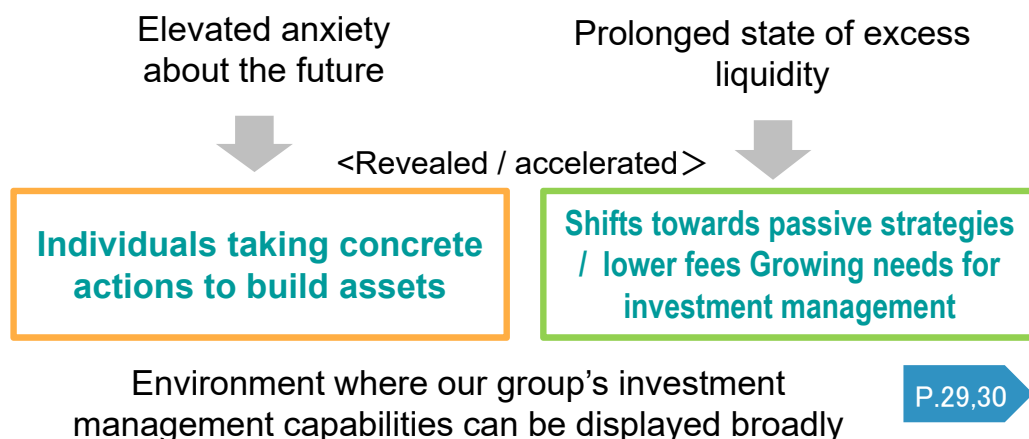 Elevated anxiety
about the future
Prolonged state of excess
liquidity
<Revealed / accelerated＞
Individuals taking concrete
actions to build assets
Shifts towards passive strategies
/ lower fees Growing needs for
investment management
Environment where our group’s investment
management capabilities can be displayed broadly
P.29,30